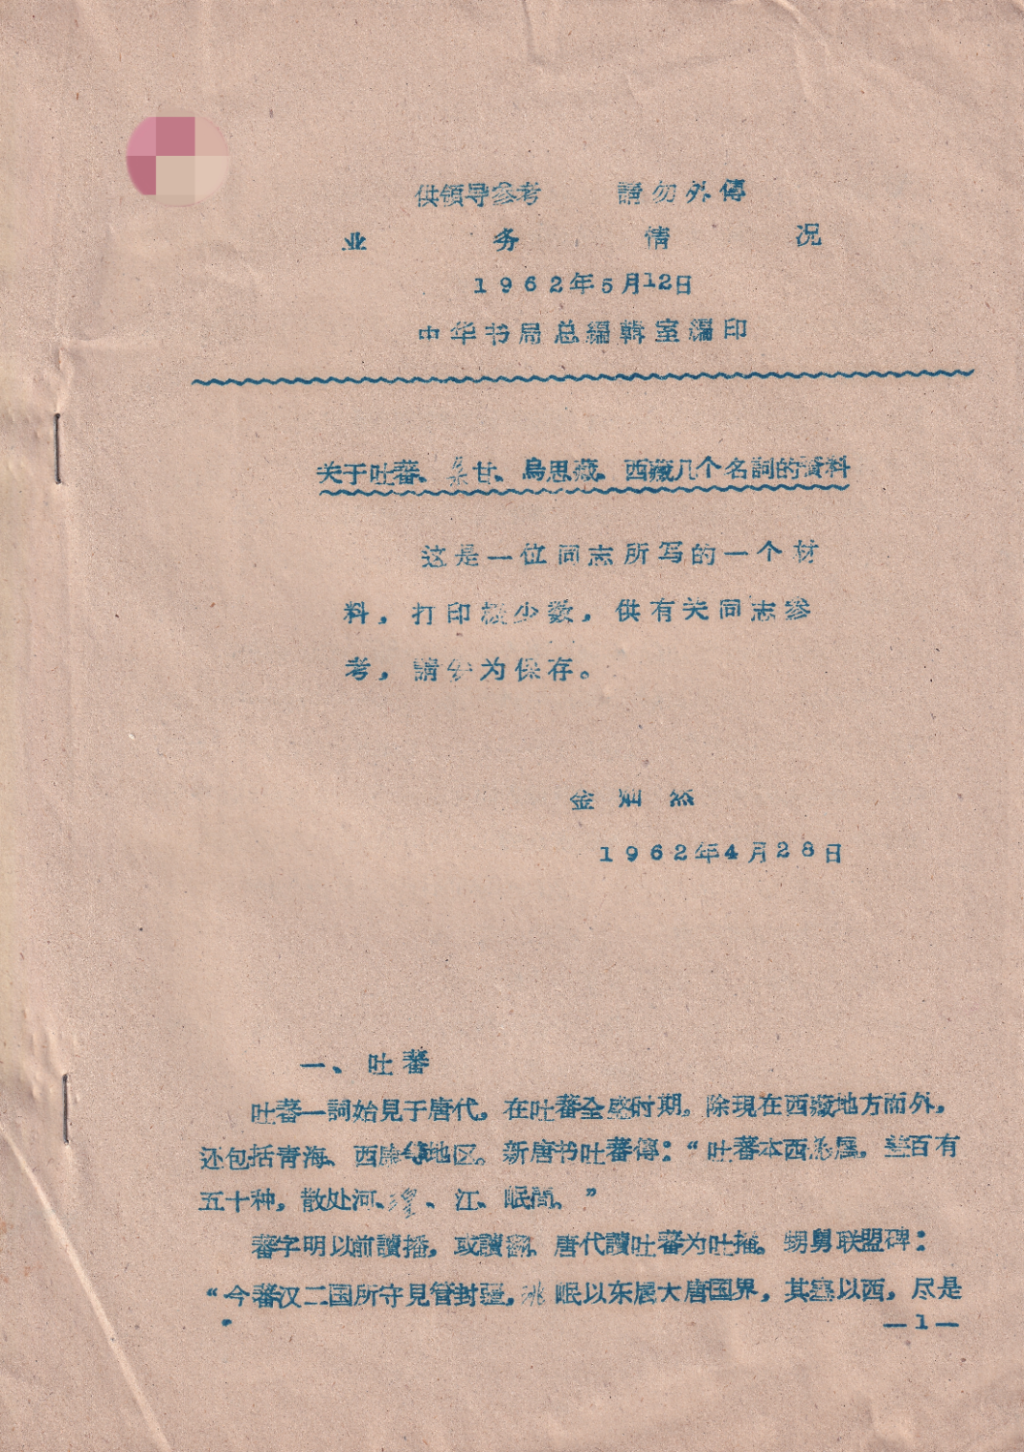 供領导参考 請勿外傳
业务情况
1962年5月12日
中华书局总編輯室編印
关于吐蕃、朶甘、烏思藏、西藏几个名詞的資料
这是一位同志所写的一个材
料，打印极少数，供有关同志参
考，請分为保存。
金灿然
1962年4月28日
一、吐蕃
吐蕃一詞始見于唐代。在吐蕃全盛时期。除現在西藏地方而外，
还包括青海、西康等地区。新唐书吐蕃傳：“吐蕃本西羌属，蓋百有
五十种，散处河、湟、江、岷間。”
蕃字明以前讀播，或讀翻、唐代讀吐蕃为吐播。甥舅联盟碑：
“今蕃汉二国所守見管封疆，洮岷以东属大唐国界，其塞以西，尽是
—1—